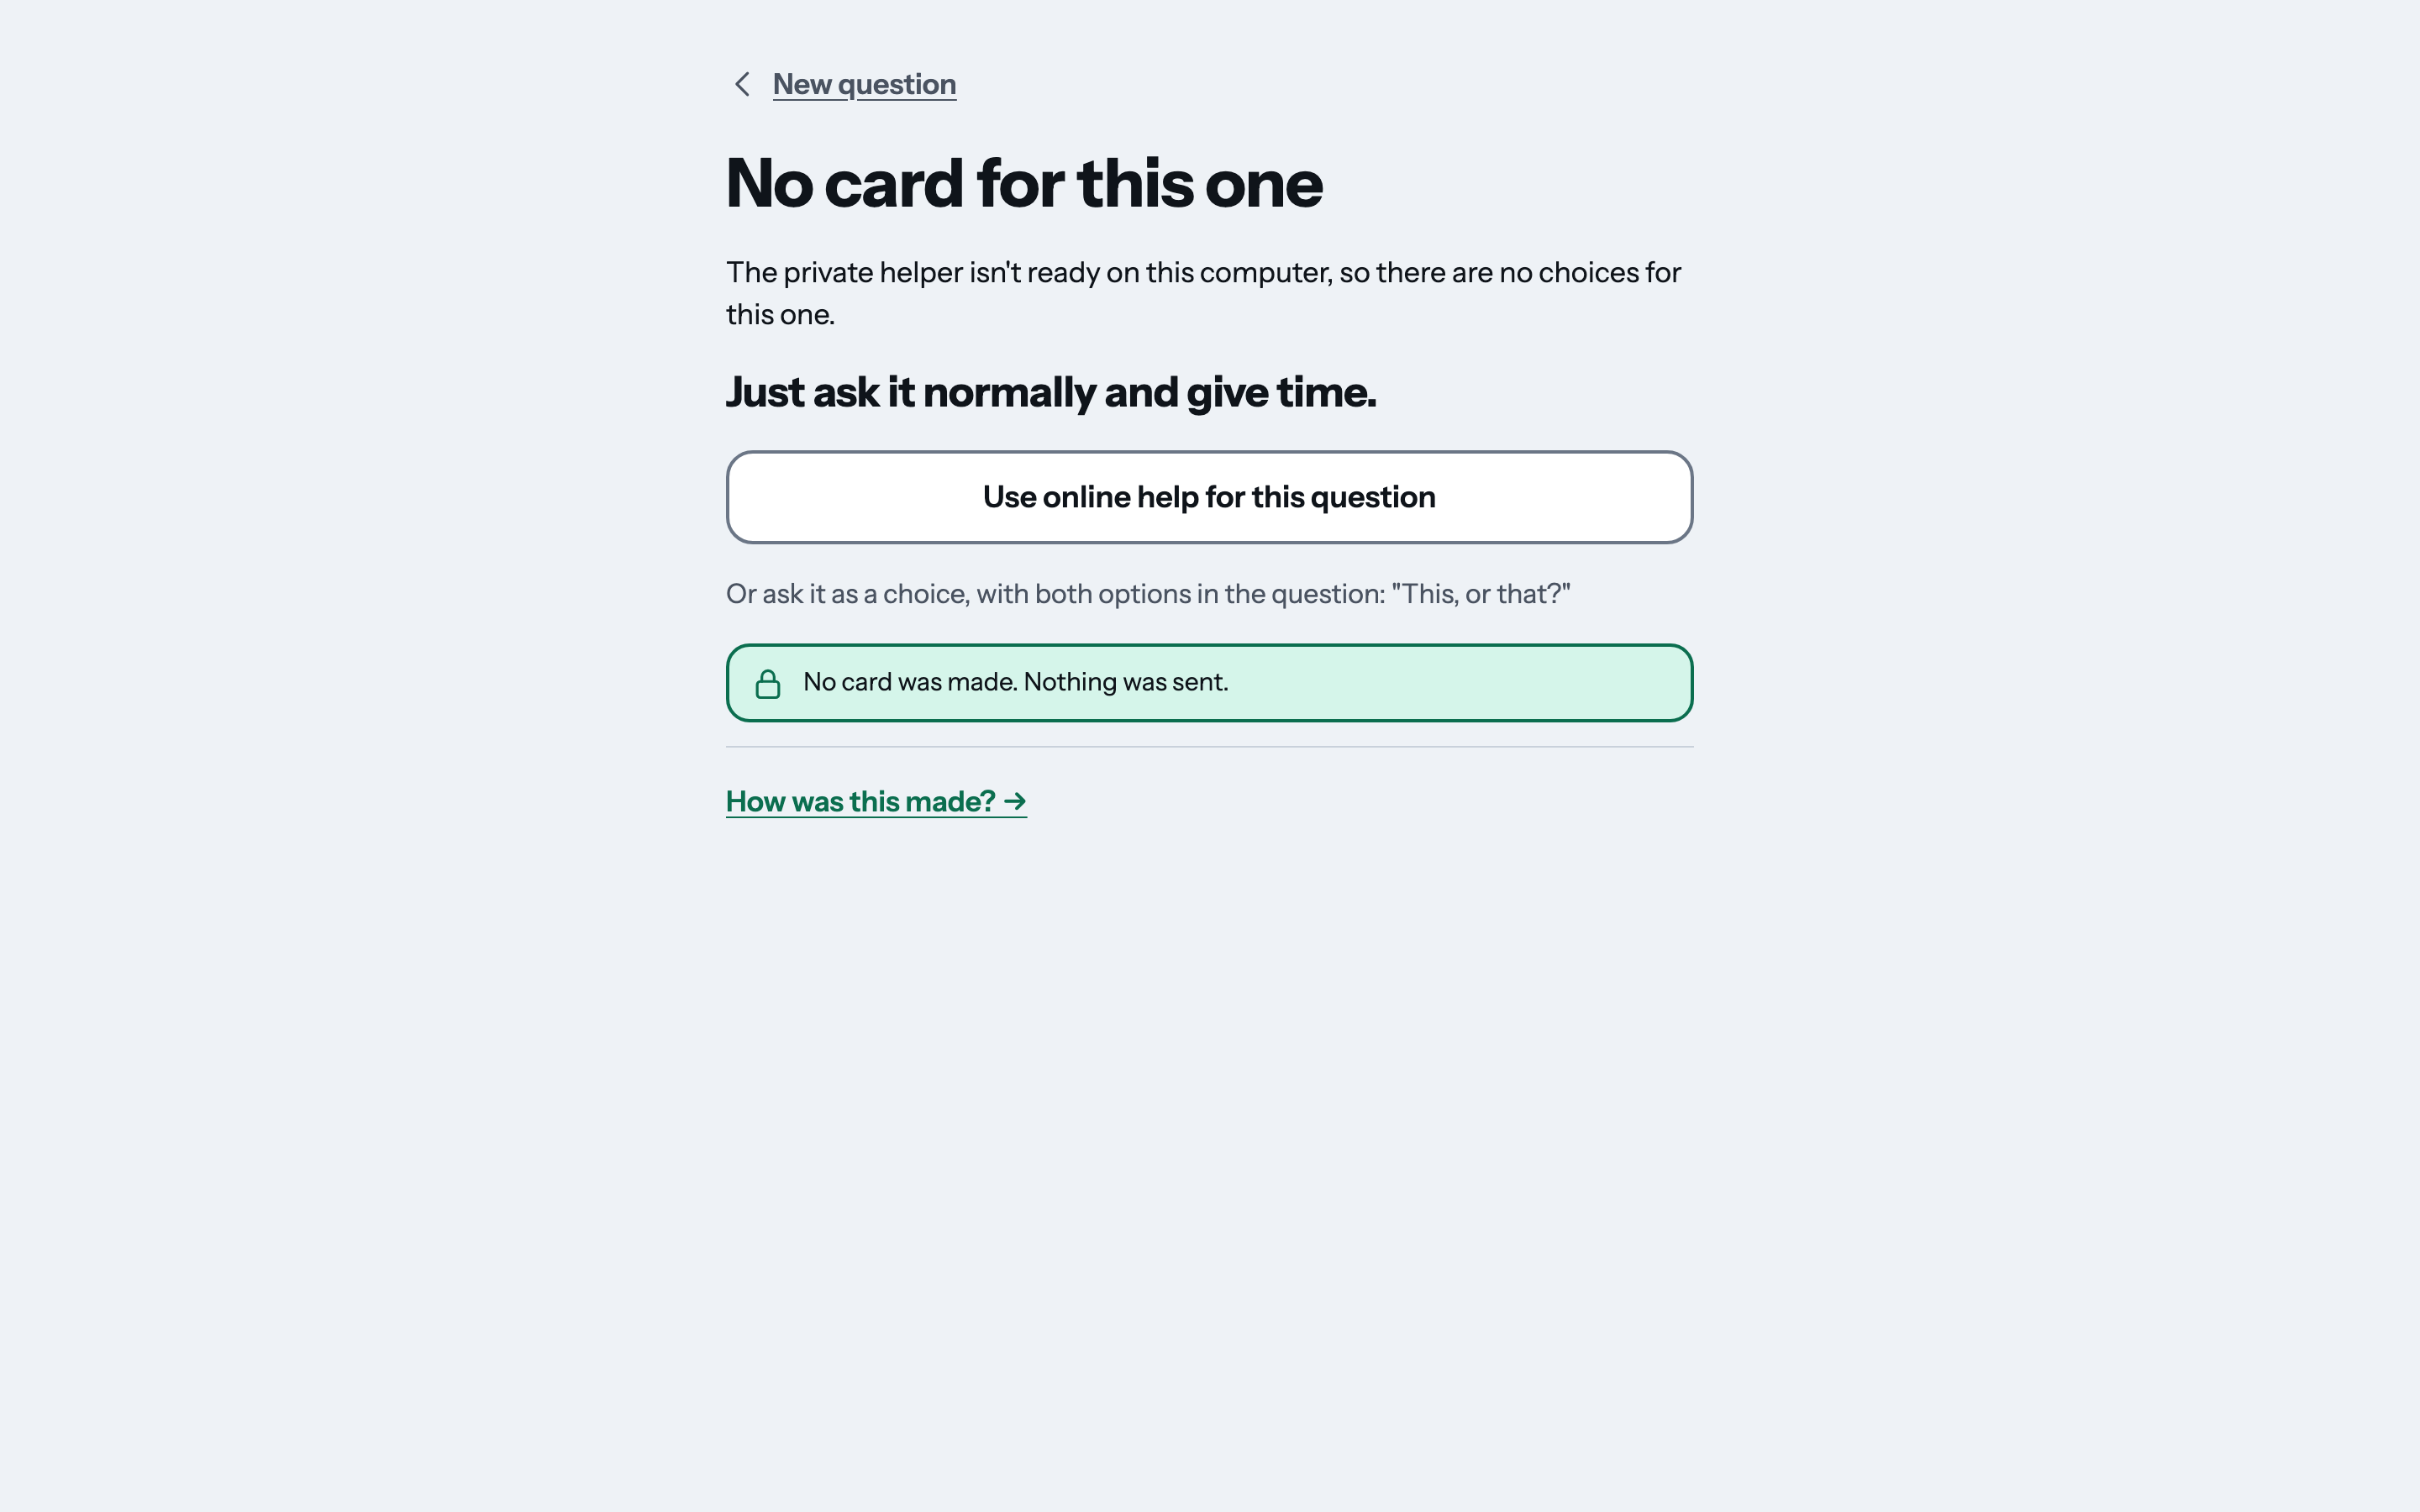 New question
No card for this one
The private helper isn't ready on this computer, so there are no choices for
this one.
Just ask it normally and give time.
Use online help for this question
Or ask it as a choice, with both options in the question: "This, or that?"
No card was made. Nothing was sent.
How was this made? →